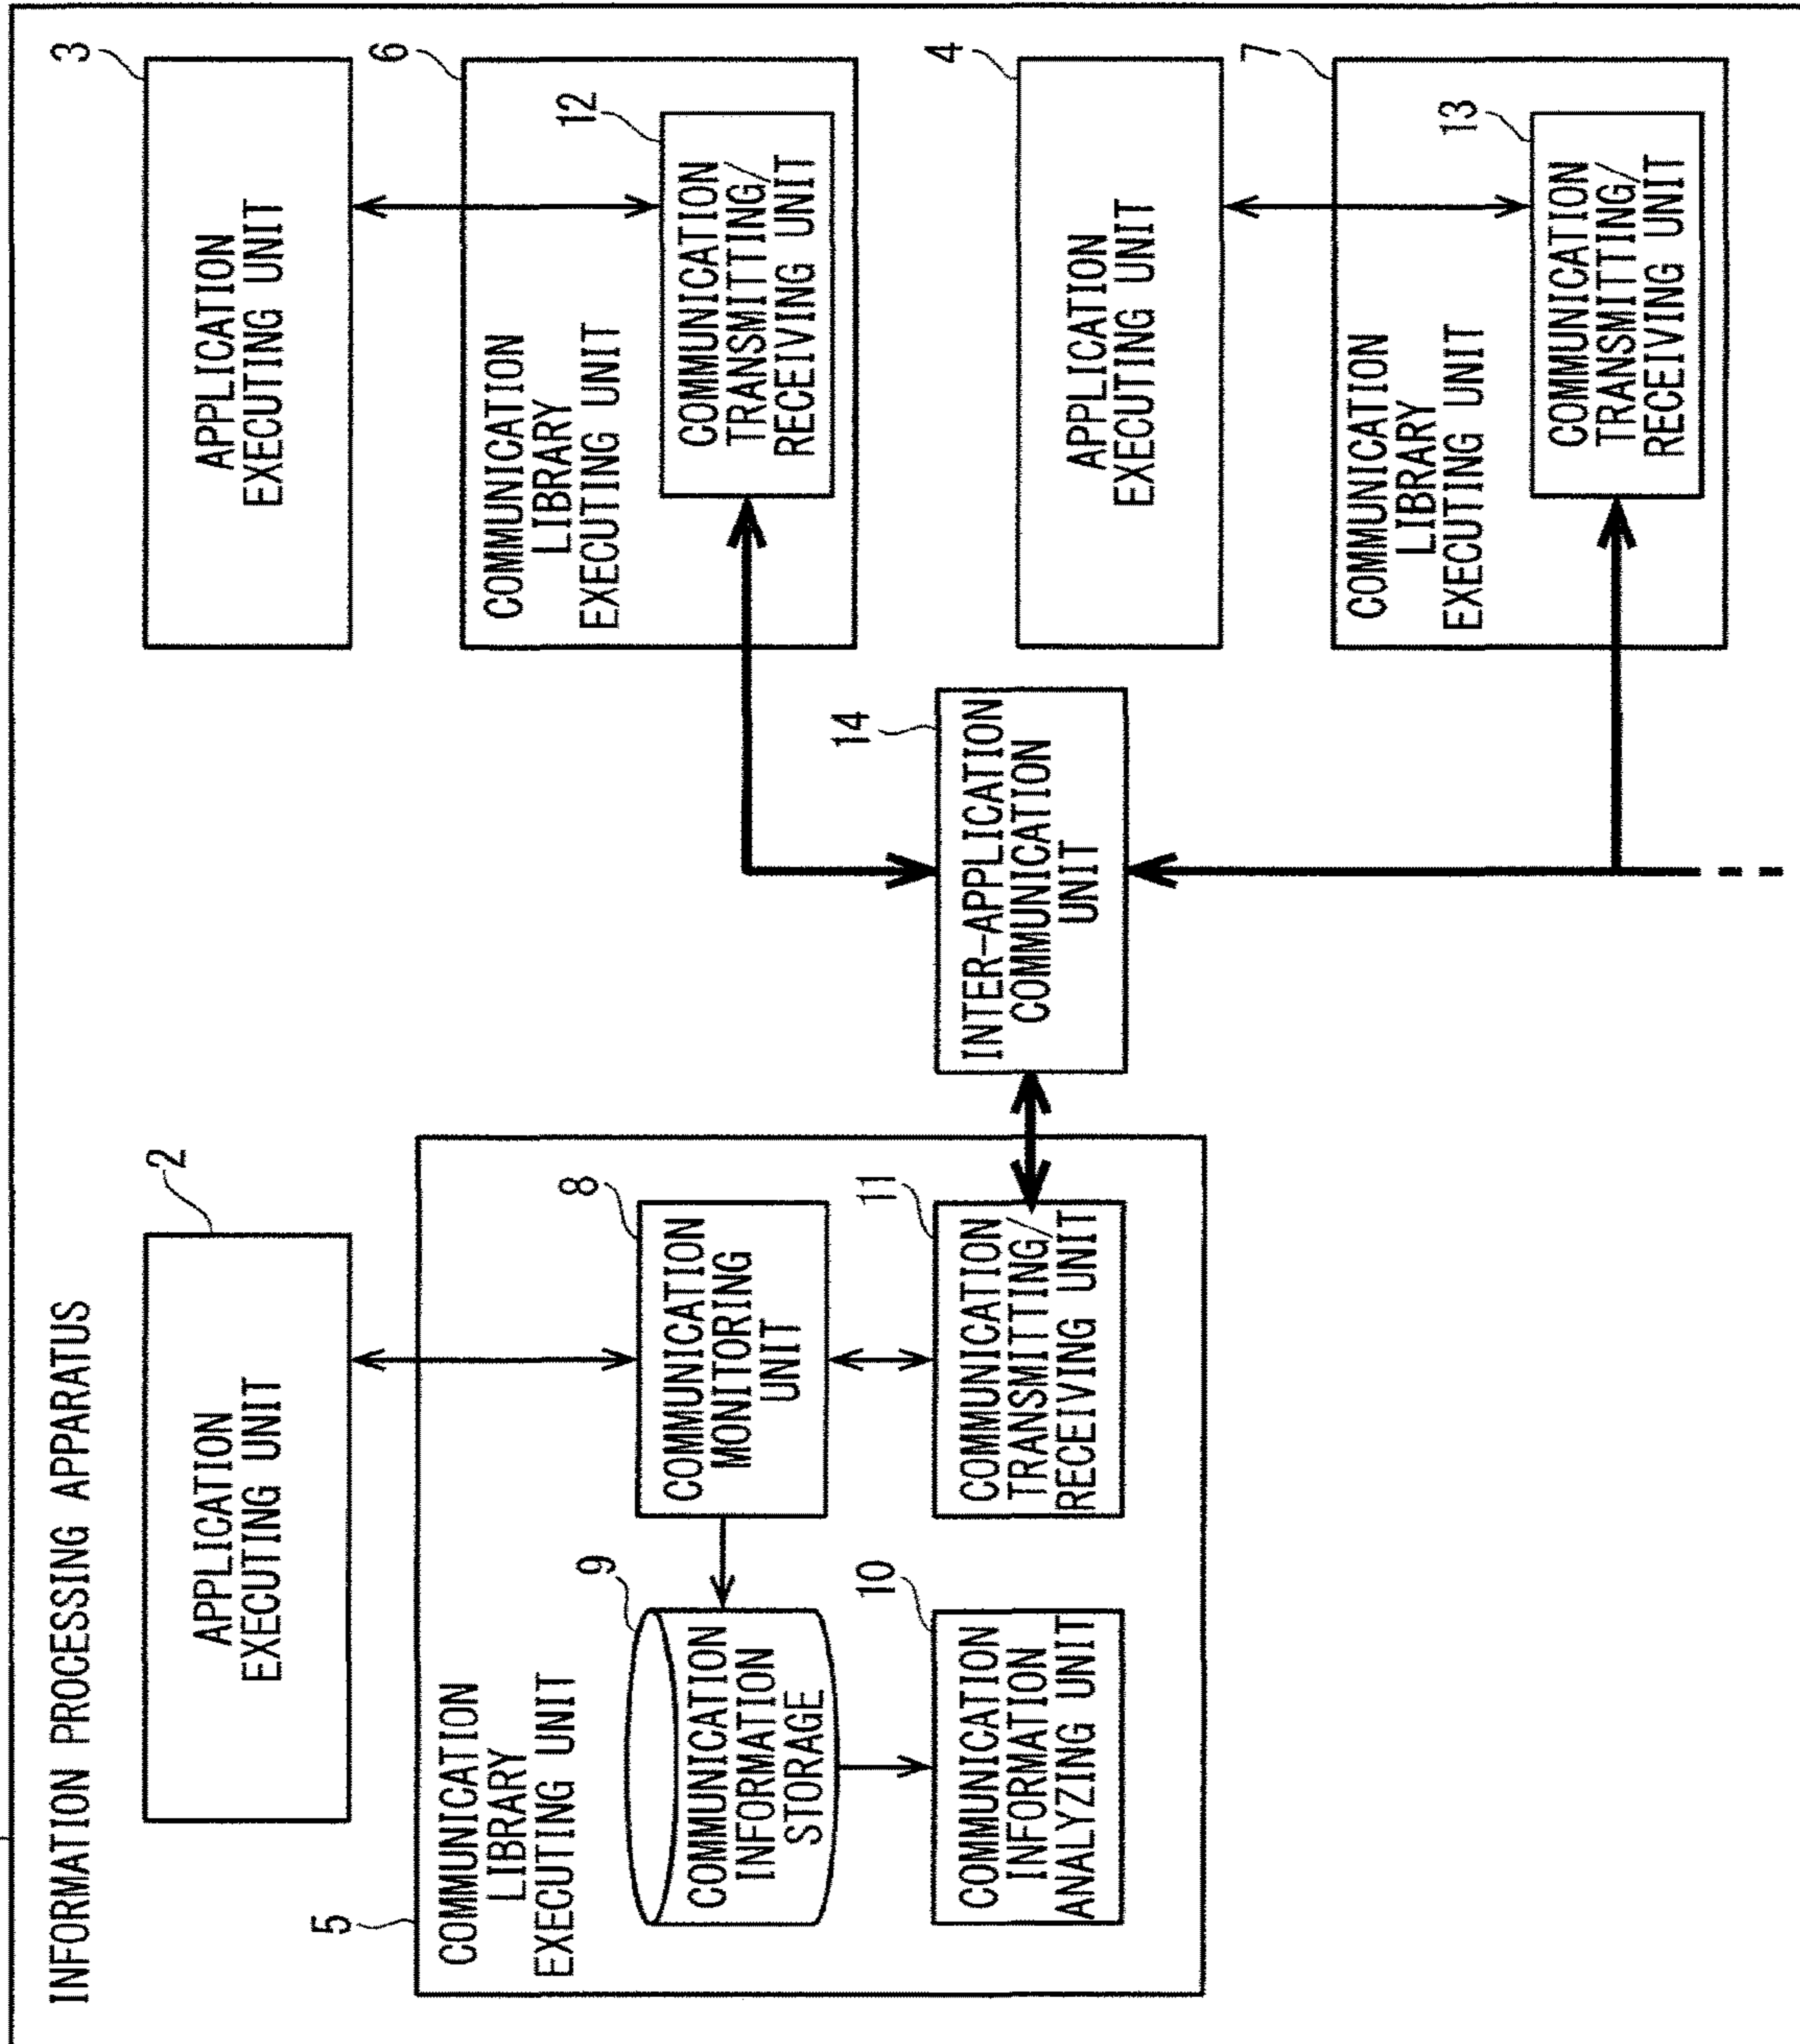 INFORMATION PROCESSING APPARATUS
2
APPLICATION
EXECUTING UNIT
5
COMMUNICATION
LIBRARY
EXECUTING UNIT
9
COMMUNICATION
INFORMATION
STORAGE
8
COMMUNICATION
MONITORING
UNIT
10
COMMUNICATION
INFORMATION
ANALYZING UNIT
11
COMMUNICATION
TRANSMITTING/
RECEIVING UNIT
14
INTER-APPLICATION
COMMUNICATION
UNIT
3
APPLICATION
EXECUTING UNIT
6
COMMUNICATION
LIBRARY
EXECUTING UNIT
12
COMMUNICATION
TRANSMITTING/
RECEIVING UNIT
4
APPLICATION
EXECUTING UNIT
7
COMMUNICATION
LIBRARY
EXECUTING UNIT
13
COMMUNICATION
TRANSMITTING/
RECEIVING UNIT